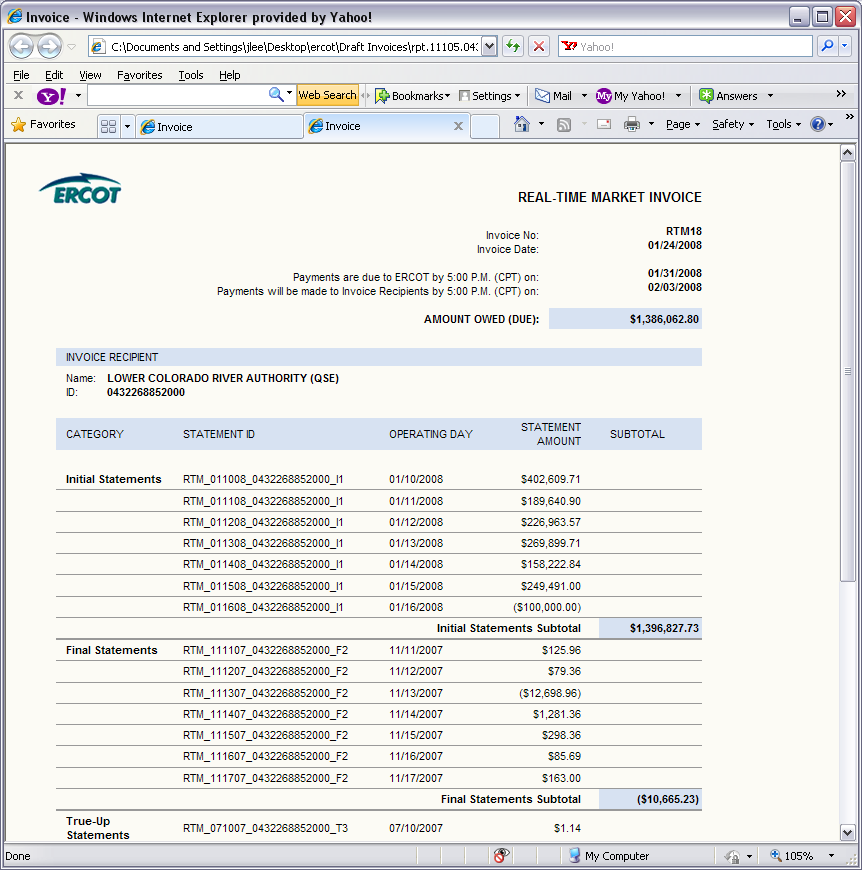 Invoice - Windows Internet Explorer provided by Yahoo!
C:\Documents and Settings\jlee\Desktop\ercot\Draft Invoices\rpt.11105.043
Yahoo!
File Edit View Favorites Tools Help
Y! Web Search Bookmarks Settings Mail My My Yahoo! Answers
Favorites Invoice Invoice Page Safety Tools
ERCOT
REAL-TIME MARKET INVOICE
Invoice No: RTM18
Invoice Date: 01/24/2008
Payments are due to ERCOT by 5:00 P.M. (CPT) on: 01/31/2008
Payments will be made to Invoice Recipients by 5:00 P.M. (CPT) on: 02/03/2008
AMOUNT OWED (DUE): $1,386,062.80
INVOICE RECIPIENT
Name: LOWER COLORADO RIVER AUTHORITY (QSE)
ID: 0432268852000
CATEGORY STATEMENT ID OPERATING DAY STATEMENT AMOUNT SUBTOTAL
Initial Statements RTM_011008_0432268852000_I1 01/10/2008 $402,609.71
RTM_011108_0432268852000_I1 01/11/2008 $189,640.90
RTM_011208_0432268852000_I1 01/12/2008 $226,963.57
RTM_011308_0432268852000_I1 01/13/2008 $269,899.71
RTM_011408_0432268852000_I1 01/14/2008 $158,222.84
RTM_011508_0432268852000_I1 01/15/2008 $249,491.00
RTM_011608_0432268852000_I1 01/16/2008 ($100,000.00)
Initial Statements Subtotal $1,396,827.73
Final Statements RTM_111107_0432268852000_F2 11/11/2007 $125.96
RTM_111207_0432268852000_F2 11/12/2007 $79.36
RTM_111307_0432268852000_F2 11/13/2007 ($12,698.96)
RTM_111407_0432268852000_F2 11/14/2007 $1,281.36
RTM_111507_0432268852000_F2 11/15/2007 $298.36
RTM_111607_0432268852000_F2 11/16/2007 $85.69
RTM_111707_0432268852000_F2 11/17/2007 $163.00
Final Statements Subtotal ($10,665.23)
True-Up
Statements RTM_071007_0432268852000_T3 07/10/2007 $1.14
Done My Computer 105%